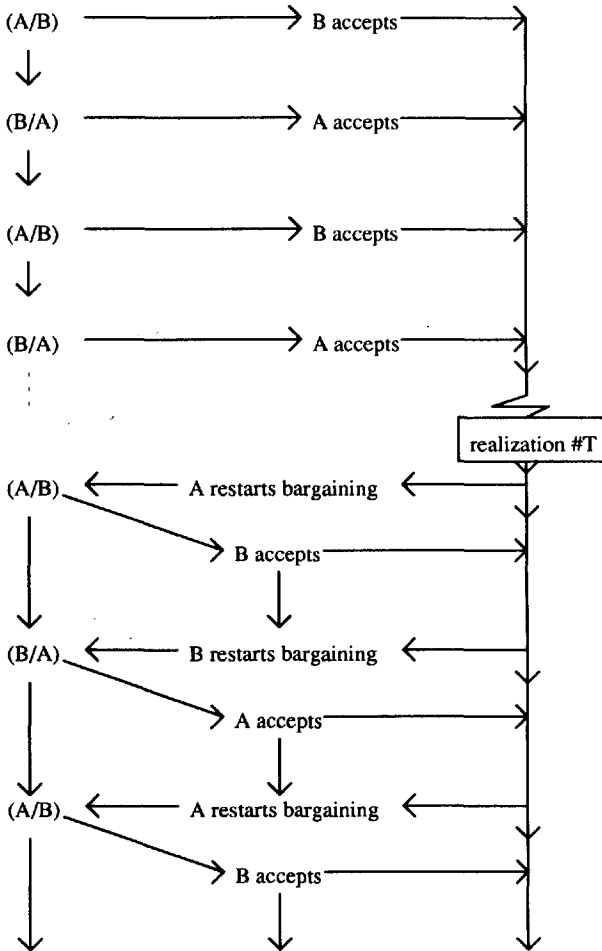 (A/B) B accepts
(B/A) A accepts
(A/B) B accepts
(B/A) A accepts
realization #T
(A/B) A restarts bargaining
B accepts
(B/A) B restarts bargaining
A accepts
(A/B) A restarts bargaining
B accepts